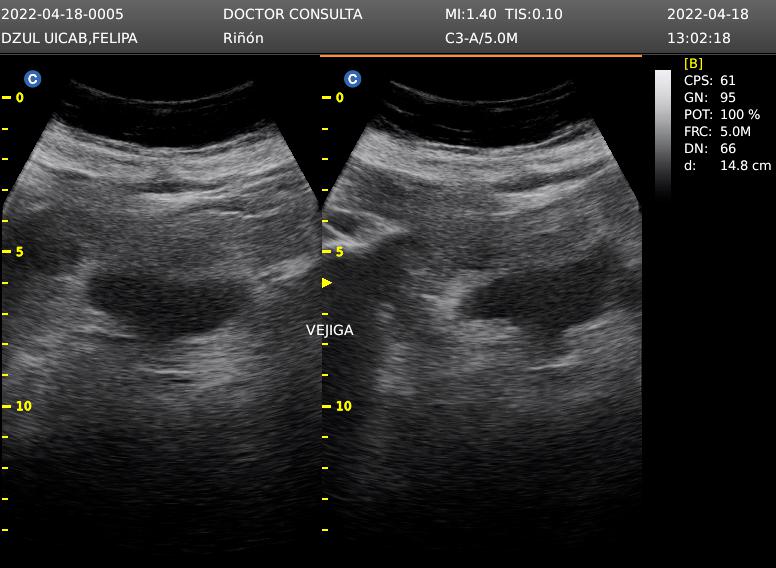 2022-04-18-0005 DOCTOR CONSULTA MI:1.40 TIS:0.10 2022-04-18
DZUL UICAB,FELIPA Riñón C3-A/5.0M 13:02:18
[B]
CPS: 61
GN: 95
POT: 100 %
FRC: 5.0M
DN: 66
d: 14.8 cm
C C
0 0
5 5
VEJIGA
10 10